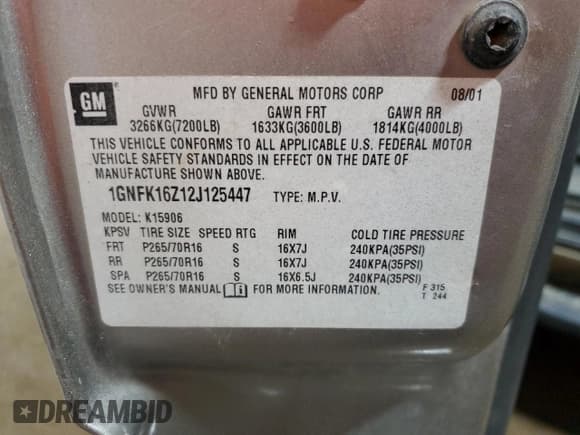 GM
MFD BY GENERAL MOTORS CORP 08/01
GVWR GAWR FRT GAWR RR
3266KG(7200LB) 1633KG(3600LB) 1814KG(4000LB)
THIS VEHICLE CONFORMS TO ALL APPLICABLE U.S. FEDERAL MOTOR
VEHICLE SAFETY STANDARDS IN EFFECT ON THE DATE OF
MANUFACTURE SHOWN ABOVE.
1GNFK16Z12J125447 TYPE: M.P.V.
MODEL: K15906
KPSV TIRE SIZE SPEED RTG RIM COLD TIRE PRESSURE
FRT P265/70R16 S 16X7J 240KPA(35PSI)
RR P265/70R16 S 16X7J 240KPA(35PSI)
SPA P265/70R16 S 16X6.5J 240KPA(35PSI)
SEE OWNER'S MANUAL FOR MORE INFORMATION.
F 315
T 244
DREAMBID